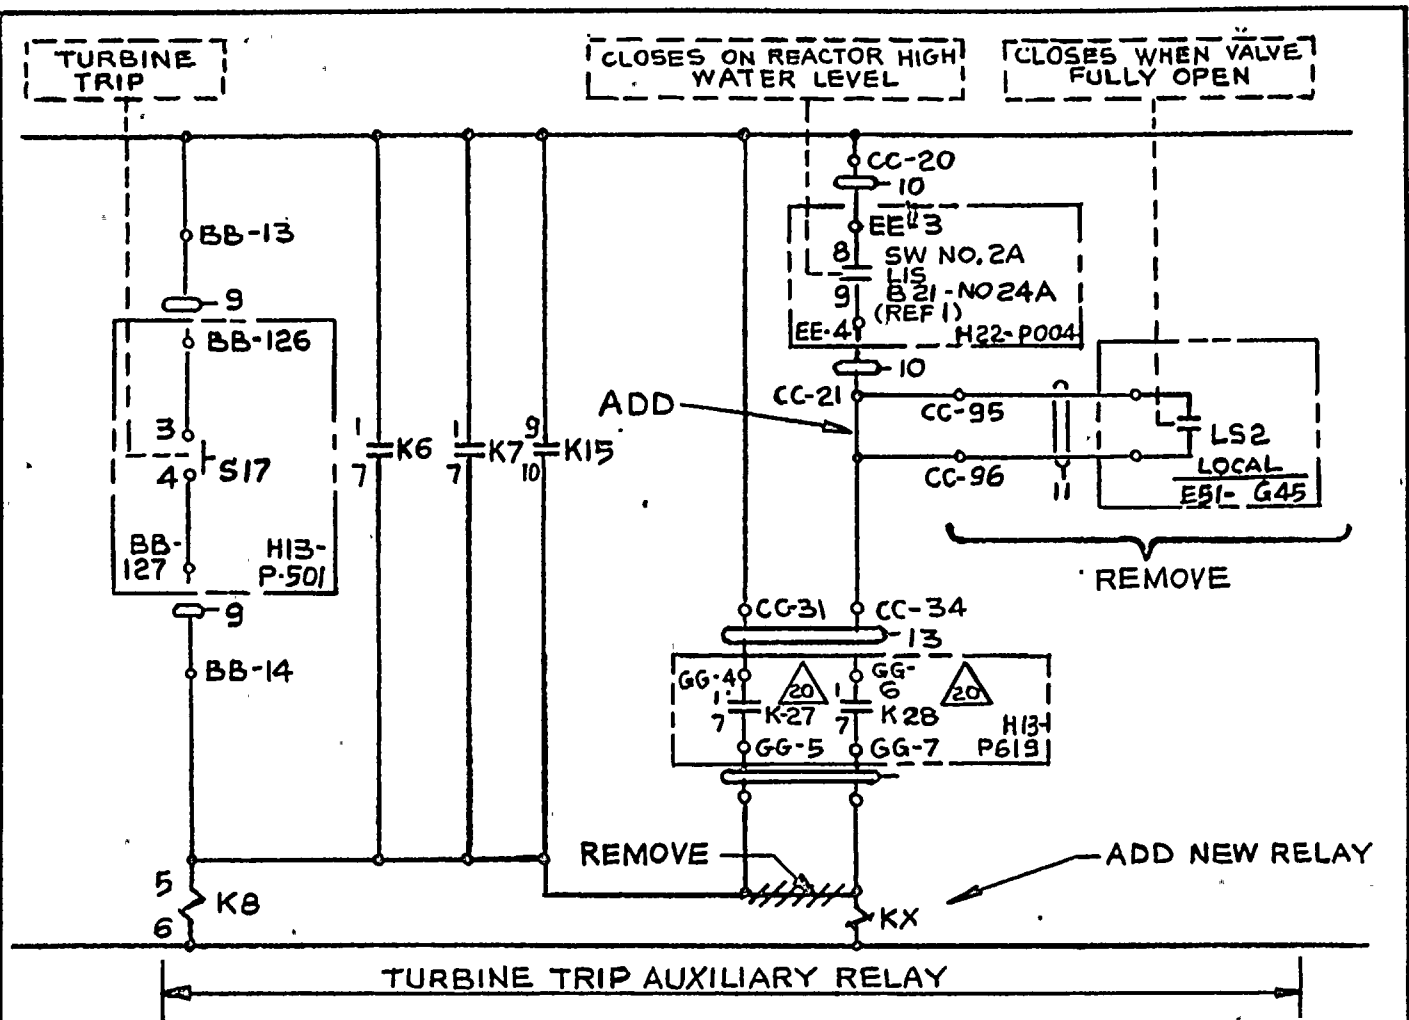 TURBINE
TRIP
CLOSES ON REACTOR HIGH
WATER LEVEL
CLOSES WHEN VALVE
FULLY OPEN
CC-20
10
BB-13
EE-3
8
SW NO. 2A
LIS
9
B21-NO24A
(REF 1)
EE-4
H22-P004
9
BB-126
10
ADD
CC-21
CC-95
3
S17
4
1
K6
7
1
K7
7
9
K15
10
LS2
LOCAL
E51- G45
CC-96
11
BB-
127
H13-
P-501
REMOVE
9
CC-31
CC-34
13
BB-14
GG-4
20
GG-
6
20
1
K-27
7
1
K28
7
H13-
P619
GG-5
GG-7
REMOVE
ADD NEW RELAY
5
K8
6
KX
TURBINE TRIP AUXILIARY RELAY